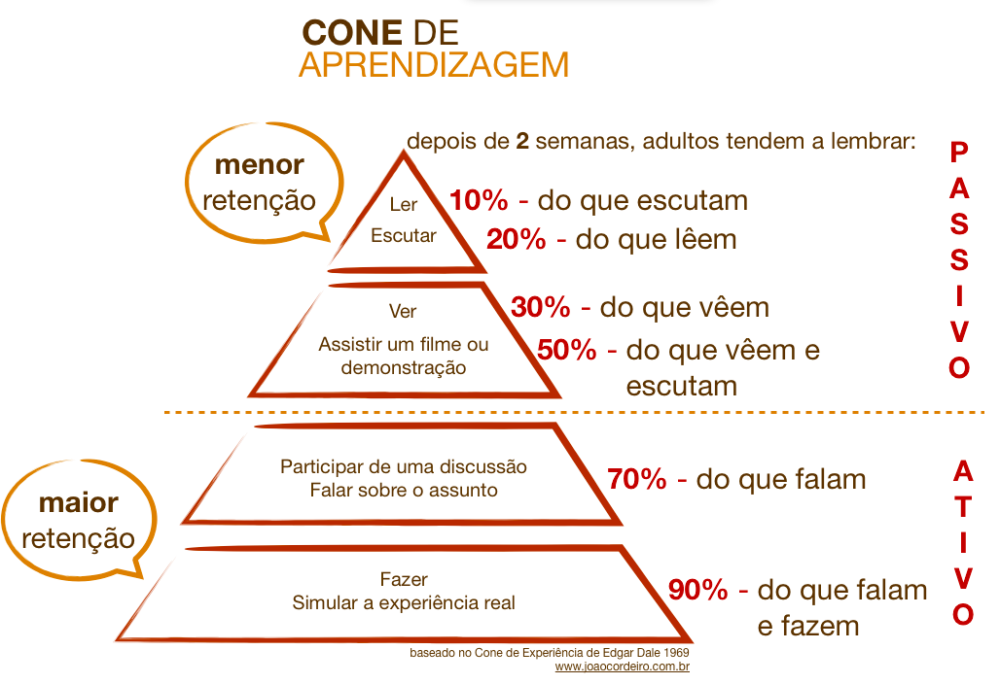 CONE DE
APRENDIZAGEM
depois de 2 semanas, adultos tendem a lembrar:
menor
retenção
Ler
Escutar
10% - do que escutam
20% - do que lêem
Ver
Assistir um filme ou
demonstração
30% - do que vêem
50% - do que vêem e
escutam
PASSIVO
maior
retenção
Participar de uma discussão
Falar sobre o assunto
70% - do que falam
Fazer
Simular a experiência real
90% - do que falam
e fazem
ATIVO
baseado no Cone de Experiência de Edgar Dale 1969
www.joaocordeiro.com.br